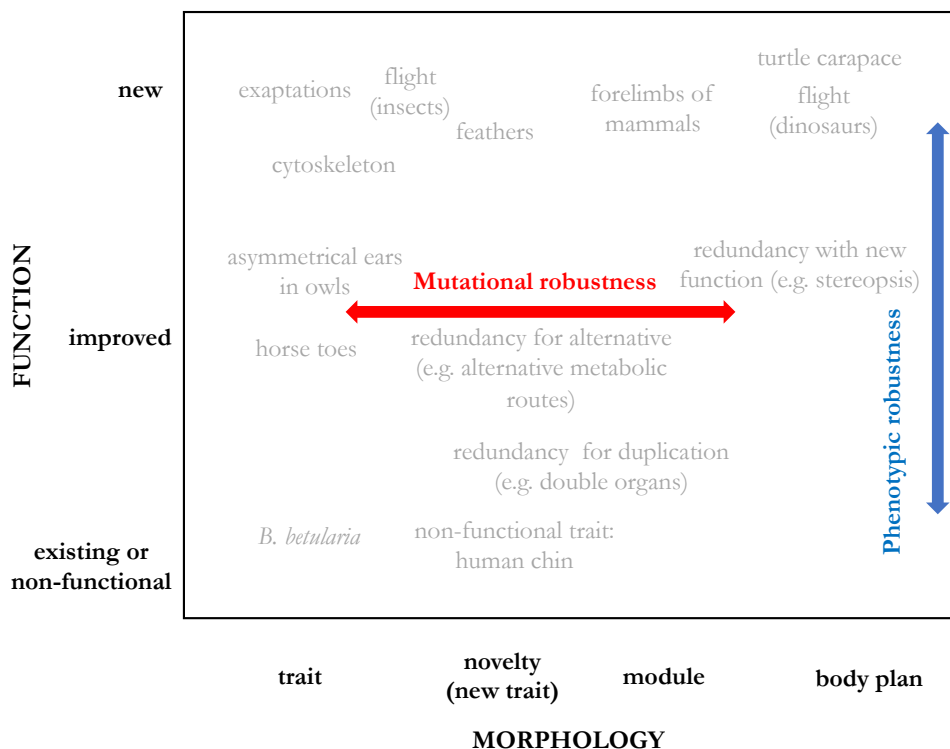 turtle carapace
new
exaptations
flight
(insects)
feathers
forelimbs of
mammals
flight
(dinosaurs)
cytoskeleton
FUNCTION
asymmetrical ears
in owls
Mutational robustness
redundancy with new
function (e.g. stereopsis)
improved
horse toes
redundancy for alternative
(e.g. alternative metabolic
routes)
Phenotypic robustness
redundancy for duplication
(e.g. double organs)
existing or
non-functional
B. betularia
non-functional trait:
human chin
trait
novelty
(new trait)
module
body plan
MORPHOLOGY